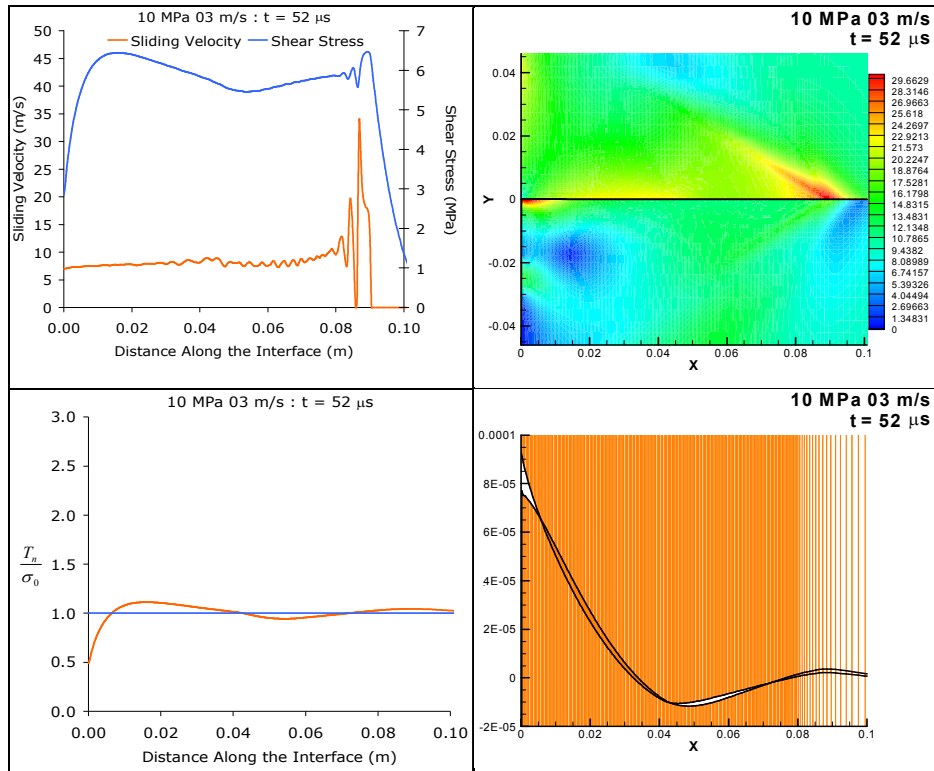 10 MPa 03 m/s : t = 52 μs
Sliding Velocity
Shear Stress
50
45
40
35
30
25
20
15
10
5
0
Sliding Velocity (m/s)
7
6
5
4
3
2
1
0
Shear Stress (MPa)
0.00 0.02 0.04 0.06 0.08 0.10
Distance Along the Interface (m)
10 MPa 03 m/s
t = 52 μs
0.04
0.02
0
-0.02
-0.04
Y
0 0.02 0.04 0.06 0.08 0.1
X
29.6629
28.3146
26.9663
25.618
24.2697
22.9213
21.573
20.2247
18.8764
17.5281
16.1798
14.8315
13.4831
12.1348
10.7865
9.4382
8.08989
6.74157
5.39326
4.04494
2.69663
1.34831
0
10 MPa 03 m/s : t = 52 μs
3.0
2.5
2.0
1.5
1.0
0.5
0.0
T_n
σ_0
0.00 0.02 0.04 0.06 0.08 0.10
Distance Along the Interface (m)
10 MPa 03 m/s
t = 52 μs
0.0001
8E-05
6E-05
4E-05
2E-05
0
-2E-05
0 0.02 0.04 0.06 0.08 0.1
X